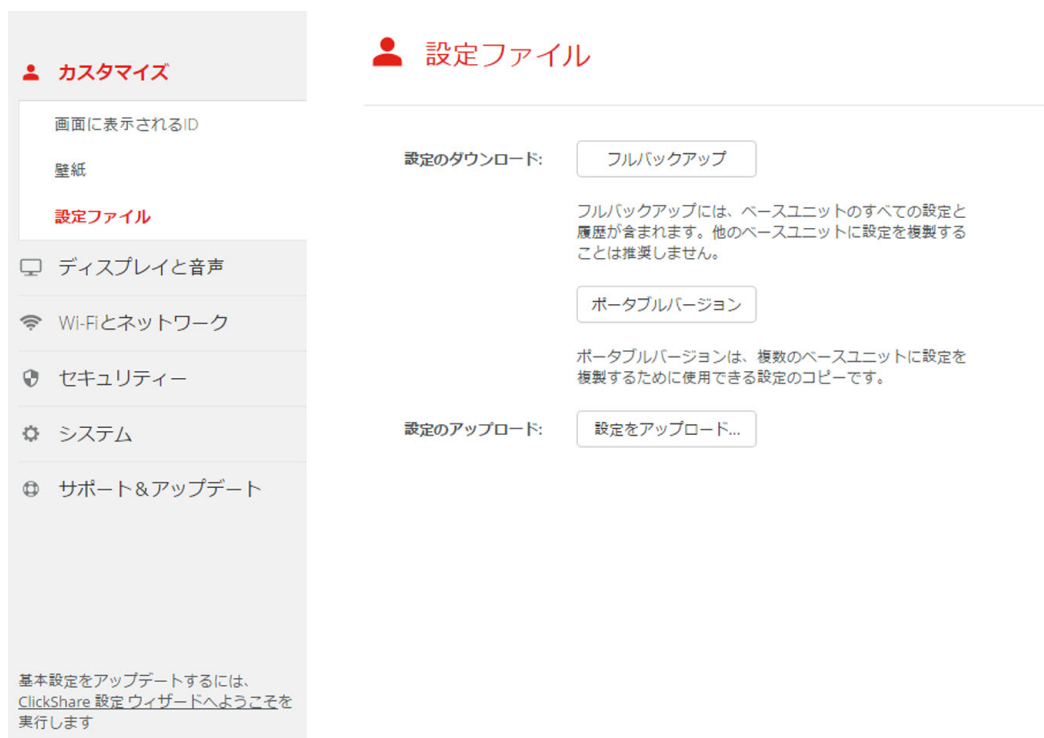 カスタマイズ
画面に表示されるID
壁紙
設定ファイル
ディスプレイと音声
Wi-Fiとネットワーク
セキュリティー
システム
サポート＆アップデート
基本設定をアップデートするには、
ClickShare 設定 ウィザードへようこそを
実行します
設定ファイル
設定のダウンロード:
フルバックアップ
フルバックアップには、ベースユニットのすべての設定と
履歴が含まれます。他のベースユニットに設定を複製する
ことは推奨しません。
ポータブルバージョン
ポータブルバージョンは、複数のベースユニットに設定を
複製するために使用できる設定のコピーです。
設定のアップロード:
設定をアップロード...